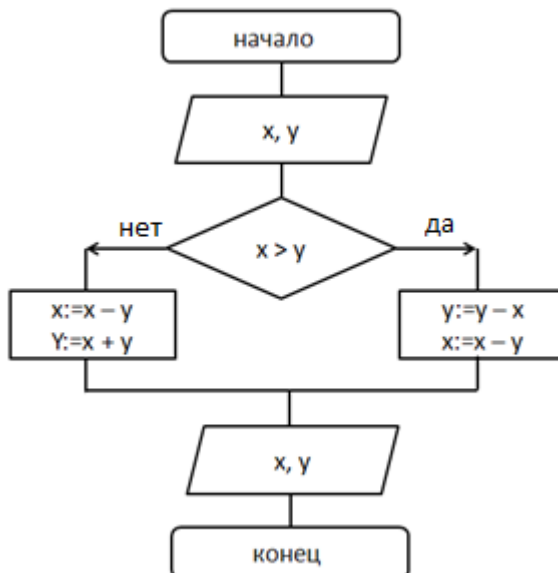 начало
x, y
нет
x > y
да
x:=x – y
Y:=x + y
y:=y – x
x:=x – y
x, y
конец